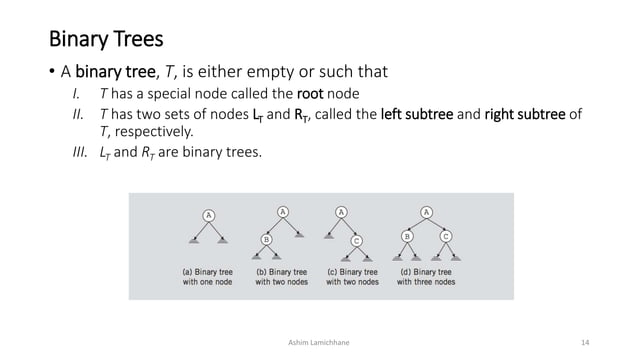 Binary Trees
• A binary tree, T, is either empty or such that
I. T has a special node called the root node
II. T has two sets of nodes LT and RT, called the left subtree and right subtree of
T, respectively.
III. LT and RT are binary trees.
A A A A
B C B C
(a) Binary tree (b) Binary tree (c) Binary tree (d) Binary tree
with one node with two nodes with two nodes with three nodes
Ashim Lamichhane 14